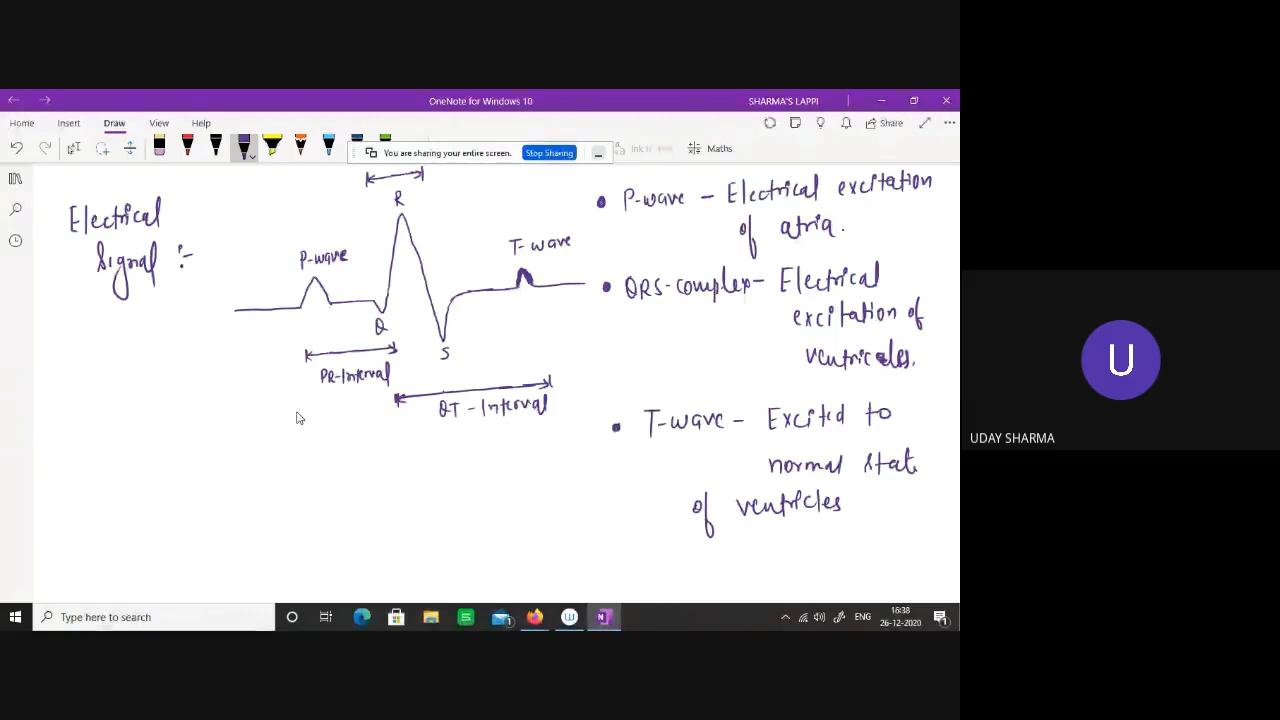 OneNote for Windows 10
SHARMA'S LAPPI
Home Insert Draw View Help
Share
You are sharing your entire screen. Stop Sharing
Ink to Maths
Electrical
Signal :-
R
P-wave
T-wave
Q
S
PR-Interval
QT-Interval
P-wave - Electrical excitation
of atria.
QRS-complex- Electrical
excitation of
ventricles.
T-wave - Excited to
normal state
of ventricles
U
UDAY SHARMA
Type here to search
ENG
16:38
26-12-2020